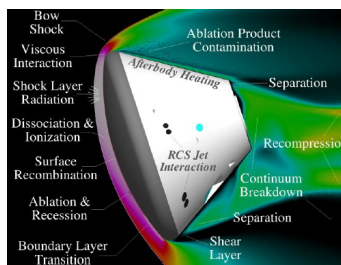 Bow
Shock
Viscous
Interaction
Shock Layer
Radiation
Dissociation &
Ionization
Surface
Recombination
Ablation &
Recession
Boundary Layer
Transition
Ablation Product
Contamination
Afterbody Heating
RCS Jet
Interaction
Separation
Recompression
Continuum
Breakdown
Separation
Shear
Layer